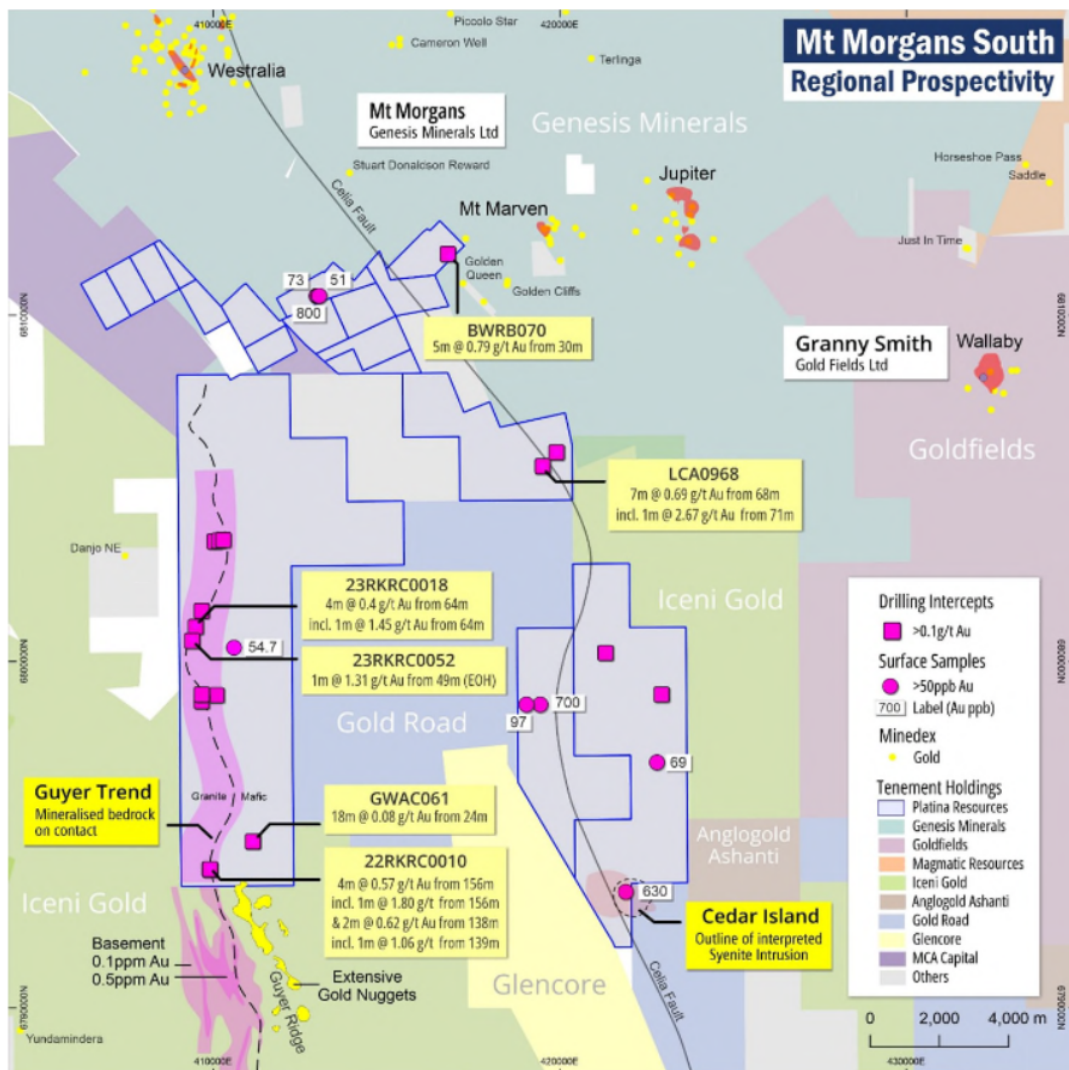 410000E
420000E
Mt Morgans South
Regional Prospectivity
Piccolo Star
Cameron Well
Terlinga
Westralia
Mt Morgans
Genesis Minerals Ltd
Genesis Minerals
Stuart Donaldson Reward
Horseshoe Pass
Saddle
Jupiter
Celia Fault
Mt Marven
Just In Time
Golden
Queen
Golden Cliffs
73
51
800
6810000N
6810000N
BWRB070
5m @ 0.79 g/t Au from 30m
Granny Smith
Gold Fields Ltd
Wallaby
Goldfields
LCA0968
7m @ 0.69 g/t Au from 68m
incl. 1m @ 2.67 g/t Au from 71m
Danjo NE
23RKRC0018
4m @ 0.4 g/t Au from 64m
incl. 1m @ 1.45 g/t Au from 64m
Iceni Gold
54.7
23RKRC0052
1m @ 1.31 g/t Au from 49m (EOH)
6800000N
6800000N
Gold Road
700
97
69
Drilling Intercepts
>0.1g/t Au
Surface Samples
>50ppb Au
700 Label (Au ppb)
Minedex
Gold
Tenement Holdings
Platina Resources
Genesis Minerals
Goldfields
Magmatic Resources
Iceni Gold
Anglogold Ashanti
Gold Road
Glencore
MCA Capital
Others
Guyer Trend
Mineralised bedrock
on contact
Granite Mafic
GWAC061
18m @ 0.08 g/t Au from 24m
Anglogold
Ashanti
22RKRC0010
4m @ 0.57 g/t Au from 156m
incl. 1m @ 1.80 g/t from 156m
& 2m @ 0.62 g/t Au from 138m
incl. 1m @ 1.06 g/t from 139m
630
Iceni Gold
Cedar Island
Outline of interpreted
Syenite Intrusion
Basement
0.1ppm Au
0.5ppm Au
Guyer Ridge
Extensive
Gold Nuggets
Glencore
Celia Fault
6790000N
6790000N
Yundamindera
0 2,000 4,000 m
410000E
420000E
430000E